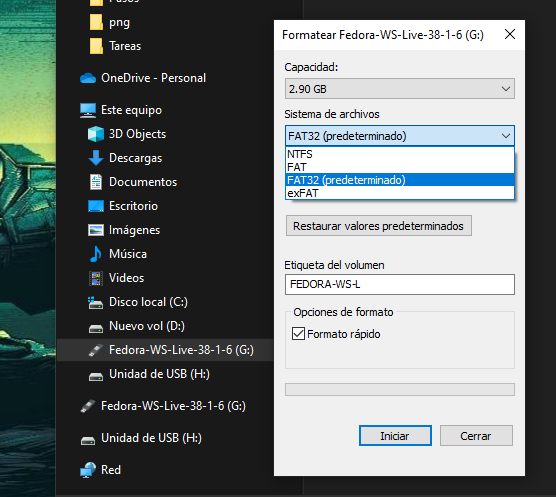 Pasos
png
Tareas
OneDrive - Personal
Este equipo
3D Objects
Descargas
Documentos
Escritorio
Imágenes
Música
Videos
Disco local (C:)
Nuevo vol (D:)
Fedora-WS-Live-38-1-6 (G:)
Unidad de USB (H:)
Fedora-WS-Live-38-1-6 (G:)
Unidad de USB (H:)
Red
Formatear Fedora-WS-Live-38-1-6 (G:)
Capacidad:
2.90 GB
Sistema de archivos
FAT32 (predeterminado)
NTFS
FAT
FAT32 (predeterminado)
exFAT
Restaurar valores predeterminados
Etiqueta del volumen
FEDORA-WS-L
Opciones de formato
Formato rápido
Iniciar
Cerrar